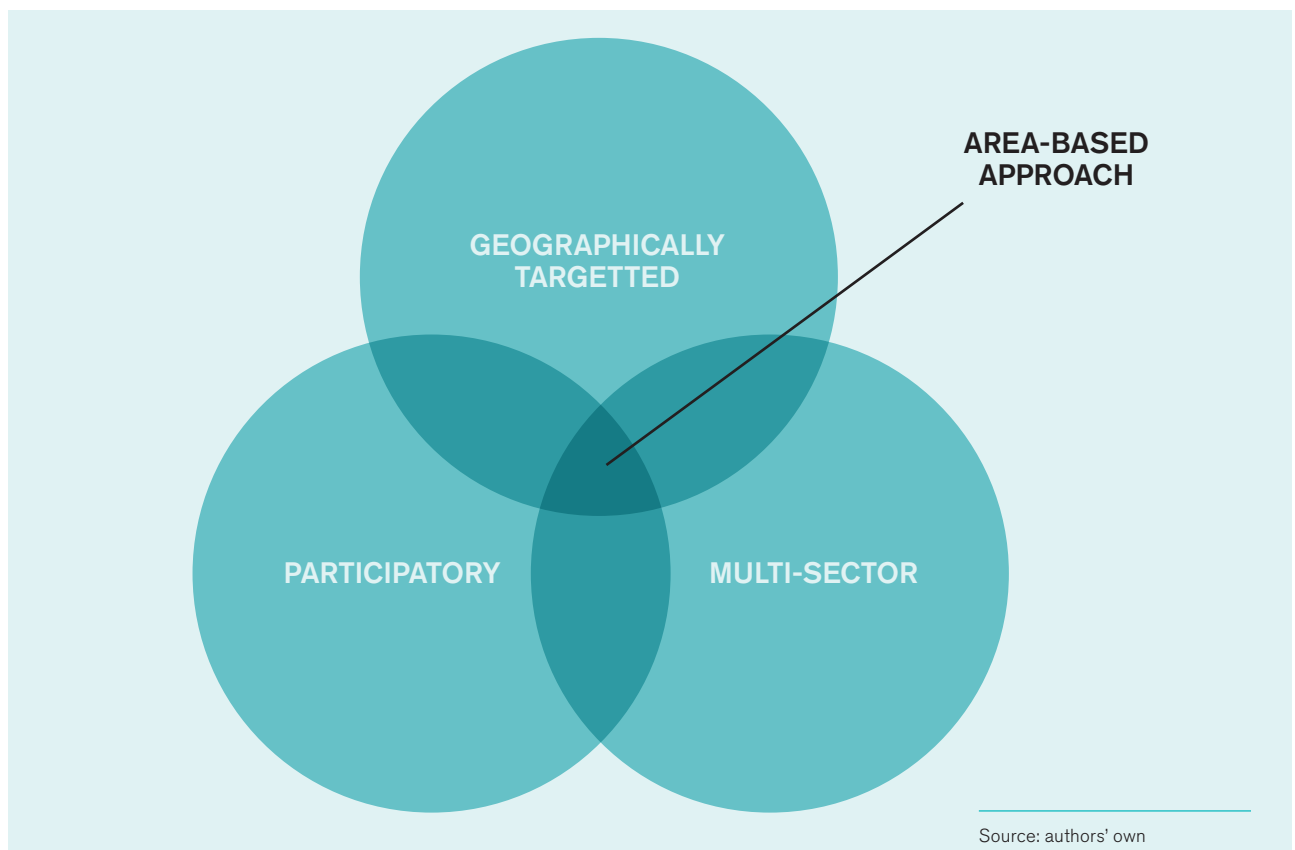 AREA-BASED
APPROACH
GEOGRAPHICALLY
TARGETTED
PARTICIPATORY
MULTI-SECTOR
Source: authors' own